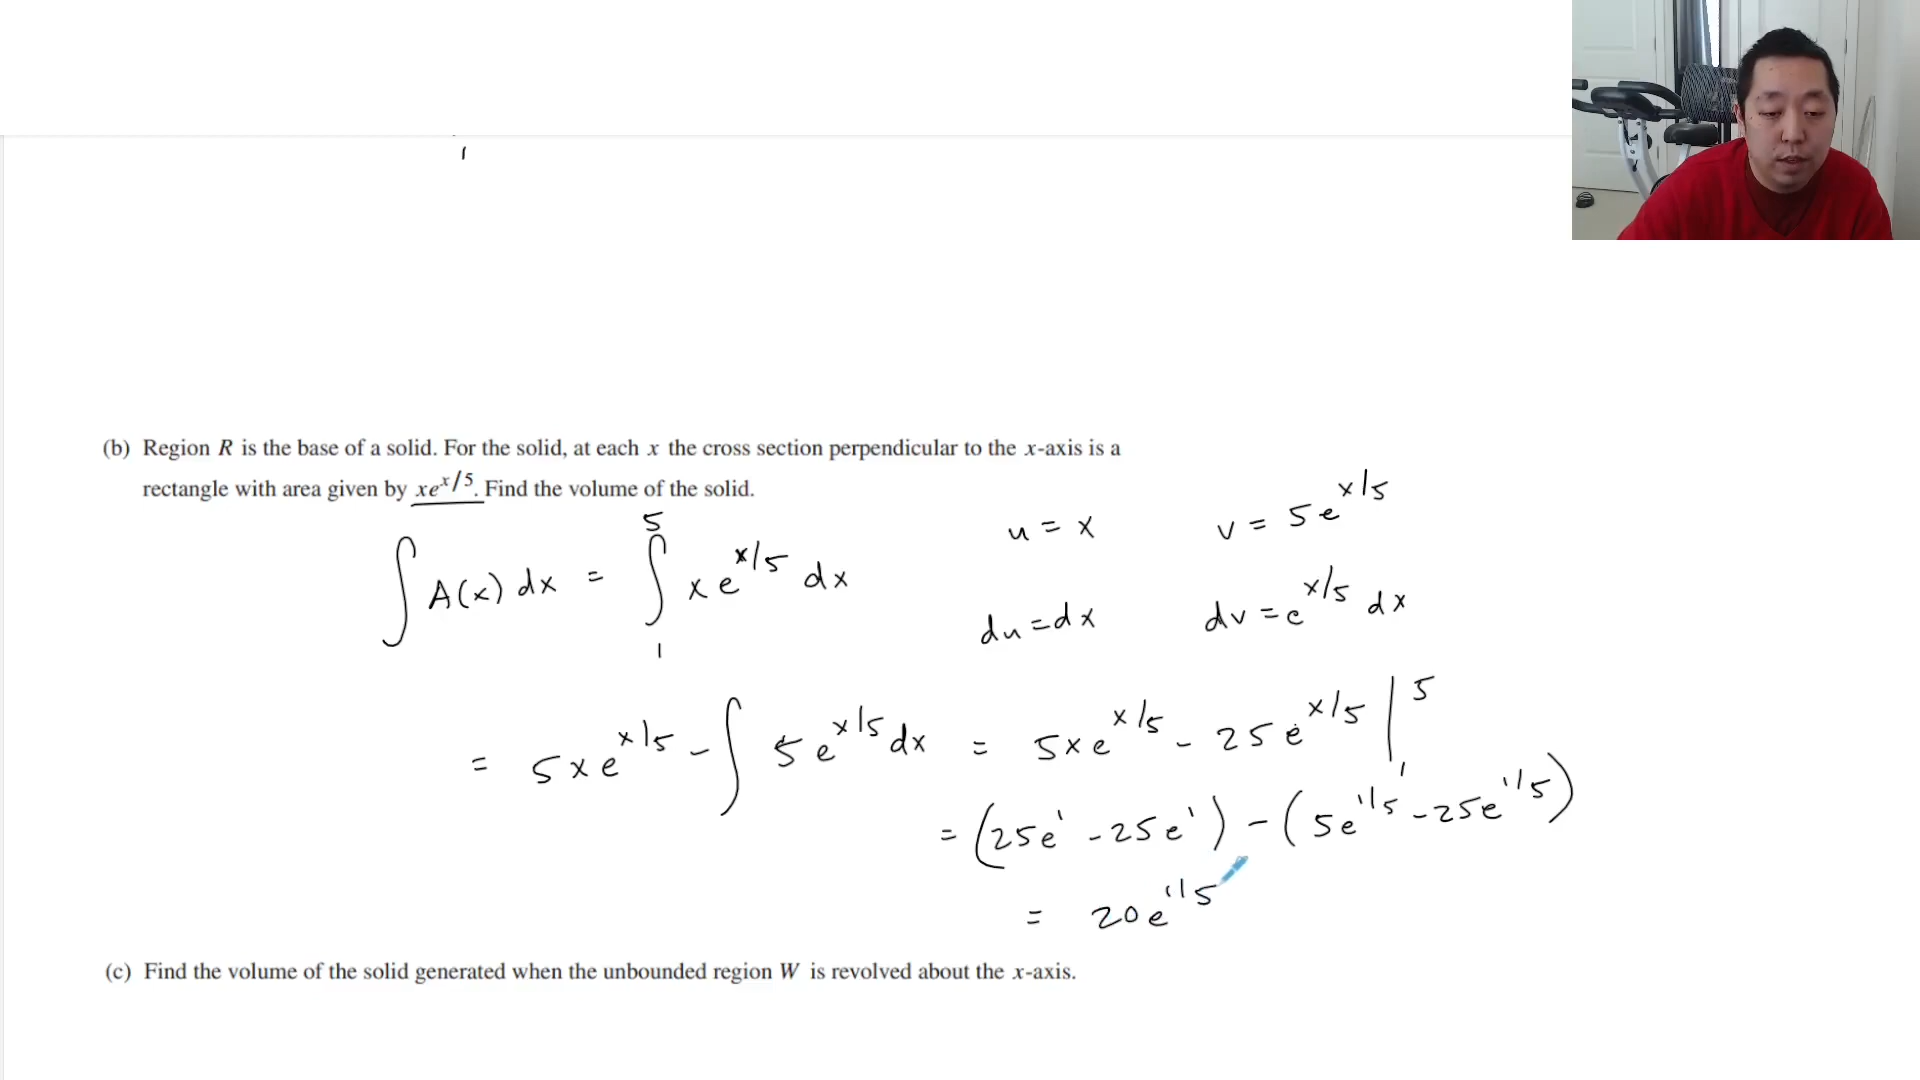 1
(b) Region R is the base of a solid. For the solid, at each x the cross section perpendicular to the x-axis is a
rectangle with area given by xe^x/5. Find the volume of the solid.
∫ A(x) dx = ∫_1^5 x e^x/5 dx
u = x    v = 5e^x/5
du = dx    dv = e^x/5 dx
= 5xe^x/5 - ∫ 5e^x/5 dx = 5xe^x/5 - 25e^x/5 |_1^5
= (25e^1 - 25e^1) - (5e^1/5 - 25e^1/5)
= 20e^1/5
(c) Find the volume of the solid generated when the unbounded region W is revolved about the x-axis.